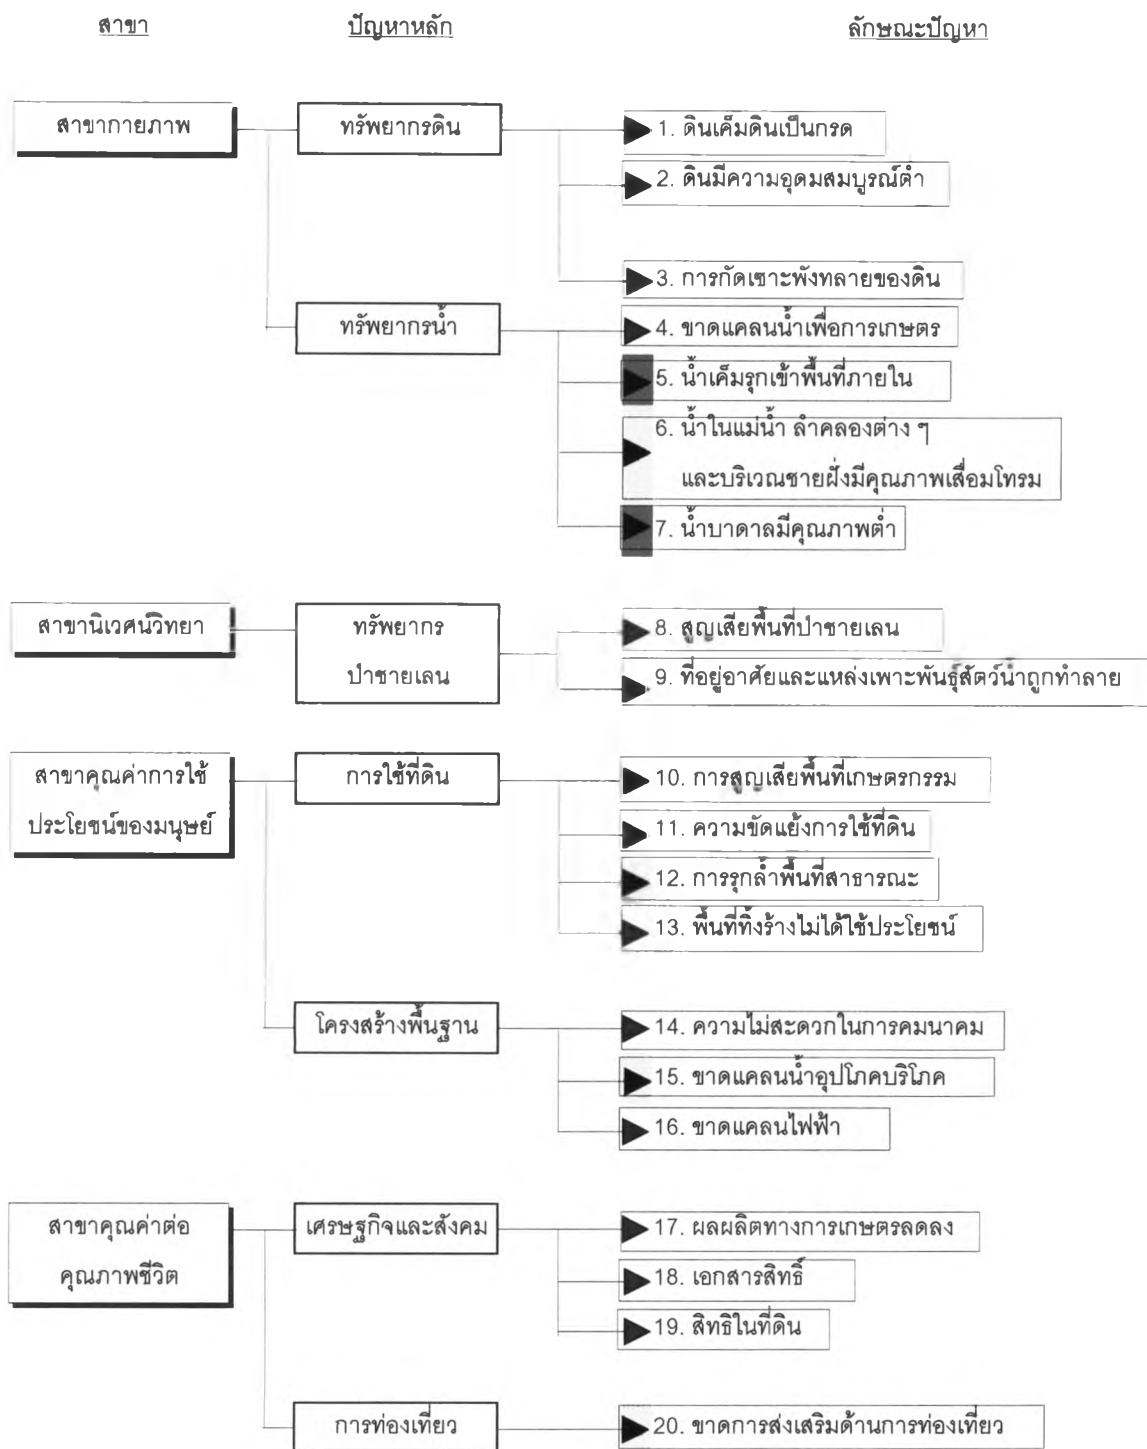 สาขา ปัญหาหลัก ลักษณะปัญหา
สาขากายภาพ ทรัพยากรดิน 1. ดินเค็มดินเป็นกรด
2. ดินมีความอุดมสมบูรณ์ต่ำ
3. การกัดเซาะพังทลายของดิน
ทรัพยากรน้ำ 4. ขาดแคลนน้ำเพื่อการเกษตร
5. น้ำเค็มรุกเข้าพื้นที่ภายใน
6. น้ำในแม่น้ำ ลำคลองต่าง ๆ
และบริเวณชายฝั่งมีคุณภาพเสื่อมโทรม
7. น้ำบาดาลมีคุณภาพต่ำ
สาขานิเวศน์วิทยา ทรัพยากร 8. สูญเสียพื้นที่ป่าชายเลน
ป่าชายเลน 9. ที่อยู่อาศัยและแหล่งเพาะพันธุ์สัตว์น้ำถูกทำลาย
สาขาคุณค่าการใช้ การใช้ที่ดิน 10. การสูญเสียพื้นที่เกษตรกรรม
ประโยชน์ของมนุษย์ 11. ความขัดแย้งการใช้ที่ดิน
12. การรุกล้ำพื้นที่สาธารณะ
13. พื้นที่ทิ้งร้างไม่ได้ใช้ประโยชน์
โครงสร้างพื้นฐาน 14. ความไม่สะดวกในการคมนาคม
15. ขาดแคลนน้ำอุปโภคบริโภค
16. ขาดแคลนไฟฟ้า
สาขาคุณค่าต่อ เศรษฐกิจและสังคม 17. ผลผลิตทางการเกษตรลดลง
คุณภาพชีวิต 18. เอกสารสิทธิ์
19. สิทธิในที่ดิน
การท่องเที่ยว 20. ขาดการส่งเสริมด้านการท่องเที่ยว